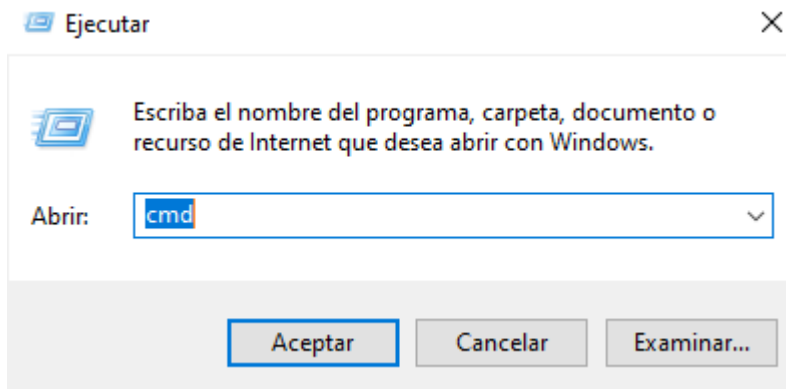 Ejecutar
Escriba el nombre del programa, carpeta, documento o
recurso de Internet que desea abrir con Windows.
Abrir: cmd
Aceptar Cancelar Examinar...